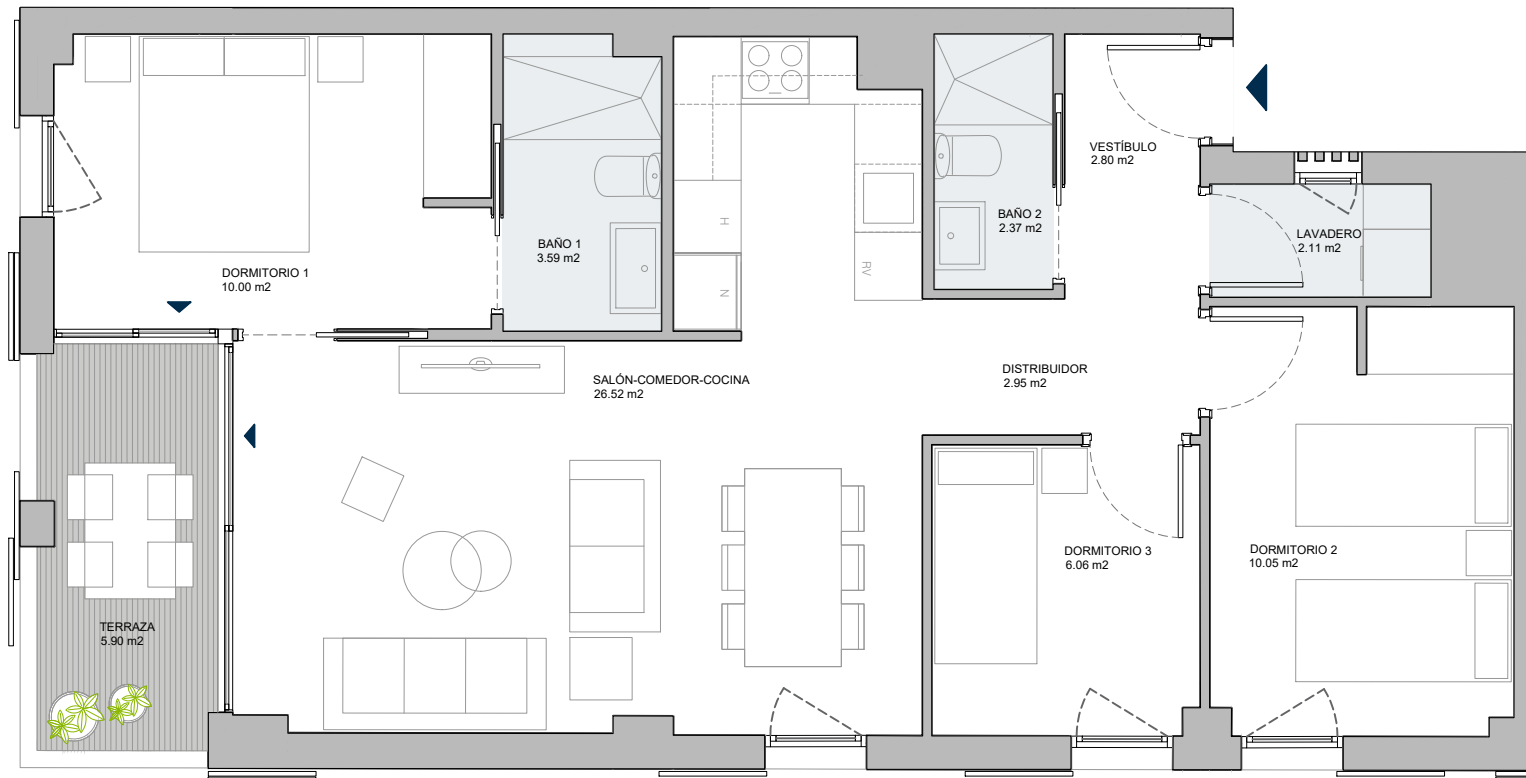 VESTÍBULO
2.80 m2
BAÑO 2
2.37 m2
LAVADERO
2.11 m2
BAÑO 1
3.59 m2
H
RV
N
DORMITORIO 1
10.00 m2
SALÓN-COMEDOR-COCINA
26.52 m2
DISTRIBUIDOR
2.95 m2
DORMITORIO 3
6.06 m2
DORMITORIO 2
10.05 m2
TERRAZA
5.90 m2